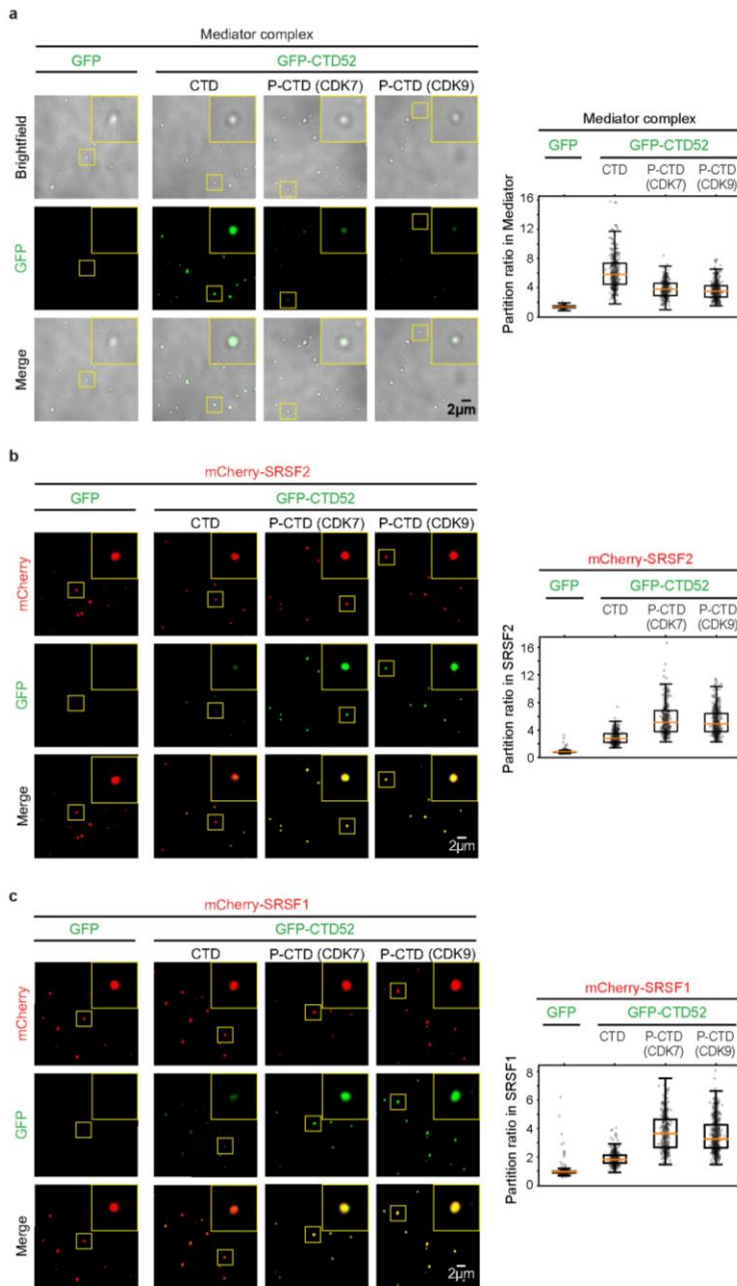 a
Mediator complex
GFP
GFP-CTD52
CTD
P-CTD (CDK7)
P-CTD (CDK9)
Brightfield
GFP
Merge
2μm
Mediator complex
GFP
GFP-CTD52
CTD
P-CTD
(CDK7)
P-CTD
(CDK9)
Partition ratio in Mediator
16
12
8
4
0
b
mCherry-SRSF2
GFP
GFP-CTD52
CTD
P-CTD (CDK7)
P-CTD (CDK9)
mCherry
GFP
Merge
2μm
mCherry-SRSF2
GFP
GFP-CTD52
CTD
P-CTD
(CDK7)
P-CTD
(CDK9)
Partition ratio in SRSF2
16
12
8
4
0
c
mCherry-SRSF1
GFP
GFP-CTD52
CTD
P-CTD (CDK7)
P-CTD (CDK9)
mCherry
GFP
Merge
2μm
mCherry-SRSF1
GFP
GFP-CTD52
CTD
P-CTD
(CDK7)
P-CTD
(CDK9)
Partition ratio in SRSF1
8
6
4
2
0